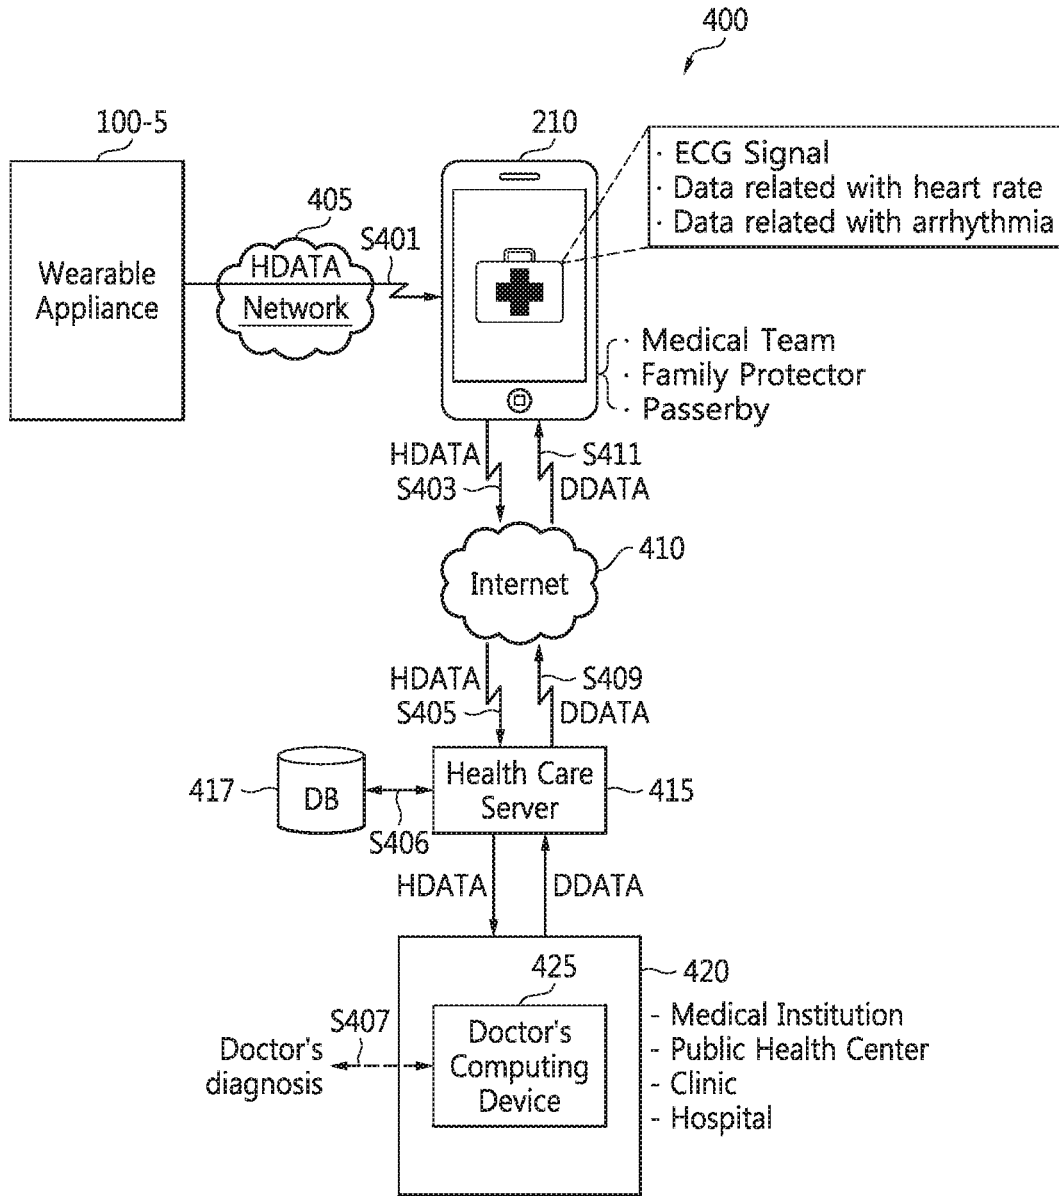 400
100-5
210
· ECG Signal
· Data related with heart rate
· Data related with arrhythmia
405
S401
HDATA
Network
Wearable
Appliance
· Medical Team
· Family Protector
· Passerby
HDATA
S403
S411
DDATA
410
Internet
HDATA
S405
S409
DDATA
417
DB
S406
Health Care
Server
415
HDATA
DDATA
420
425
Doctor's
Computing
Device
S407
Doctor's
diagnosis
- Medical Institution
- Public Health Center
- Clinic
- Hospital